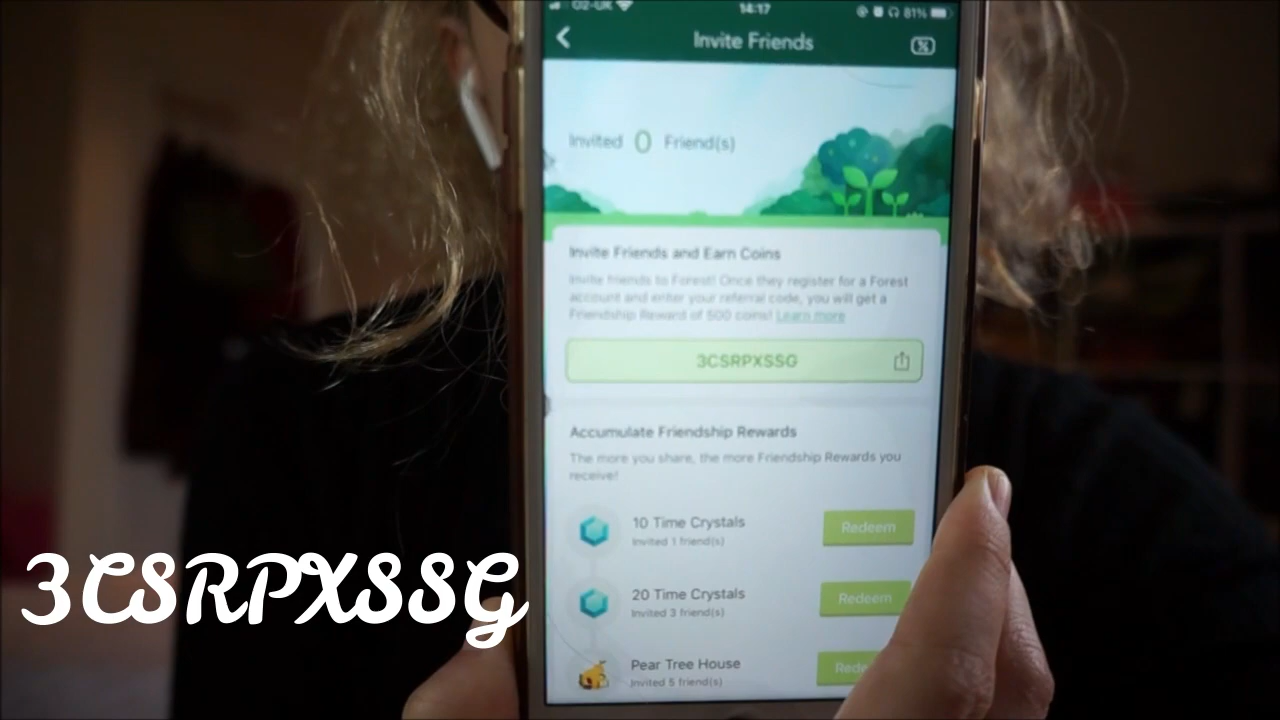 O2-UK 14:17 81%
Invite Friends
Invited 0 Friend(s)
Invite Friends and Earn Coins
Invite friends to Forest! Once they register for a Forest
account and enter your referral code, you will get a
Friendship Reward of 500 coins! Learn more
3CSRPXSSG
Accumulate Friendship Rewards
The more you share, the more Friendship Rewards you
receive!
10 Time Crystals
Invited 1 friend(s)
Redeem
20 Time Crystals
Invited 3 friend(s)
Redeem
Pear Tree House
Invited 5 friend(s)
3CSRPXSSG